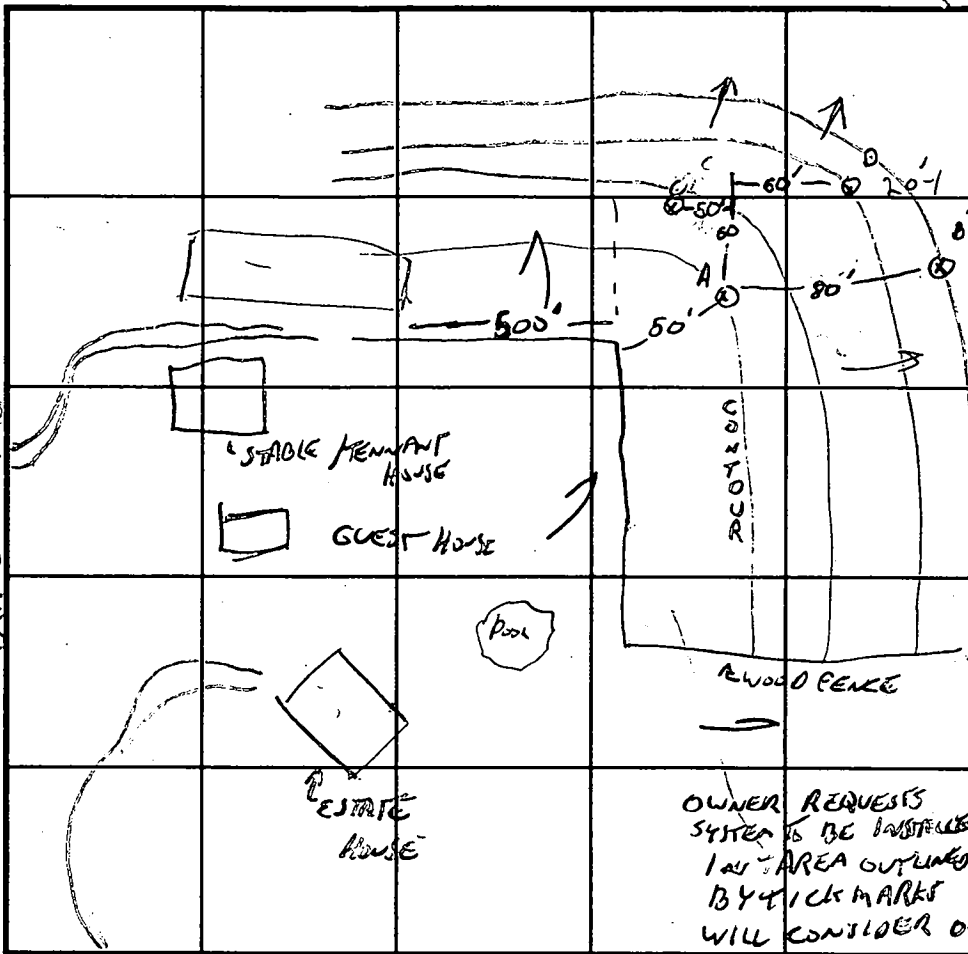 C
60'
20'
50'
60
B'
A
80'
500'
50'
CONTOUR
STABLE/TENNANT
HOUSE
GUEST HOUSE
POOL
WOOD FENCE
ESTATE
HOUSE
OWNER REQUESTS
SYSTEM TO BE INSTALLED
IN AREA OUTLINED
BY TICK MARKS
WILL CONSIDER